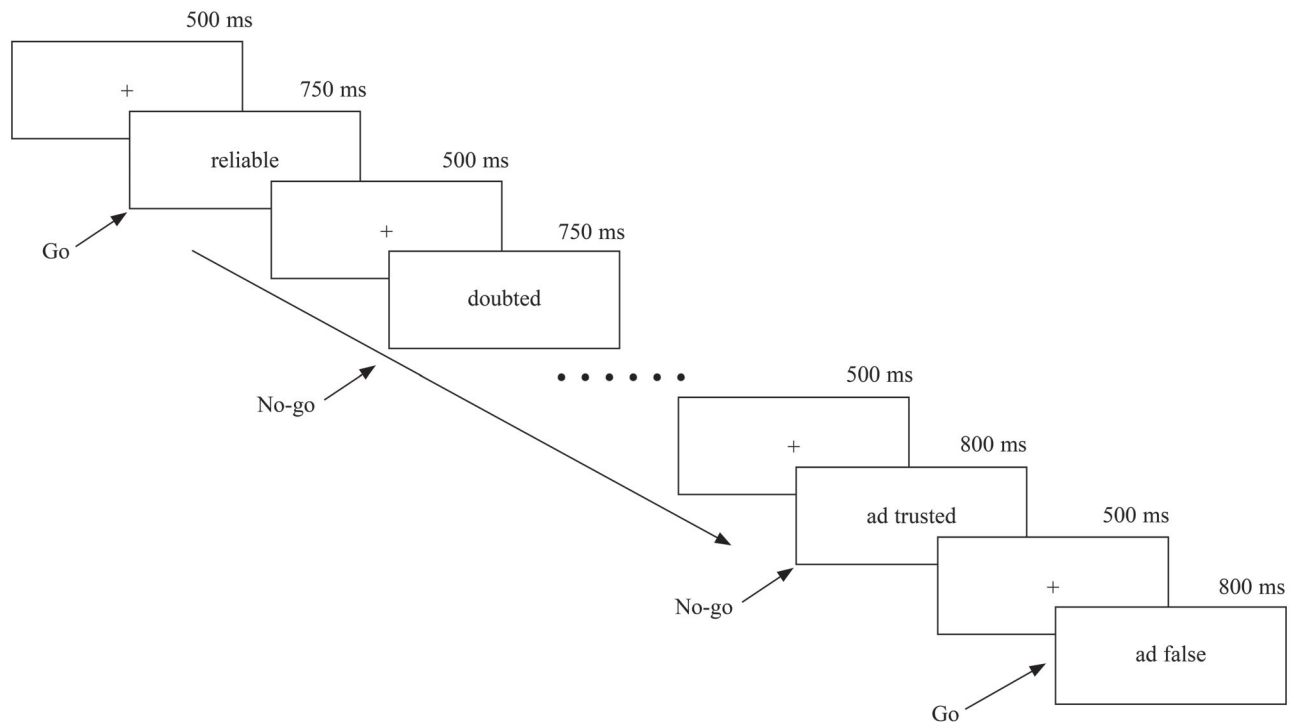 500 ms
+
750 ms
reliable
Go
500 ms
+
750 ms
doubted
No-go
500 ms
+
800 ms
ad trusted
No-go
500 ms
+
800 ms
ad false
Go